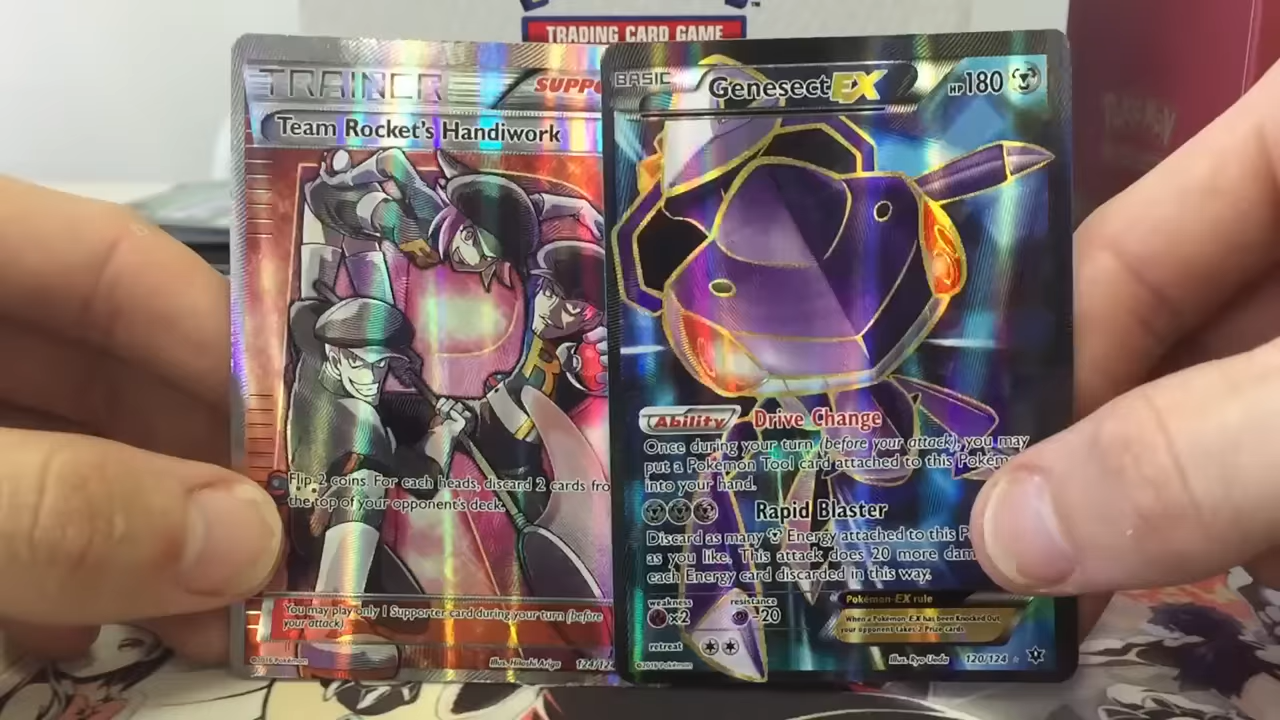 TRADING CARD GAME
TRAINER
SUPPO
Team Rocket's Handiwork
Flip 2 coins. For each heads, discard 2 cards fro
the top of your opponent's deck.
You may play only 1 Supporter card during your turn (before
your attack).
©2016 Pokémon
Illus. Hitoshi Ariga
124/124
BASIC
Genesect EX
HP180
Ability
Drive Change
Once during your turn (before your attack), you may
put a Pokémon Tool card attached to this Pokém
into your hand.
Rapid Blaster
Discard as many Energy attached to this P
as you like. This attack does 20 more dam
each Energy card discarded in this way.
weakness
×2
resistance
-20
retreat
Pokémon-EX rule
When a Pokémon-EX has been Knocked Out,
your opponent takes 2 Prize cards.
©2016 Pokémon
Illus. Ryo Ueda
120/124